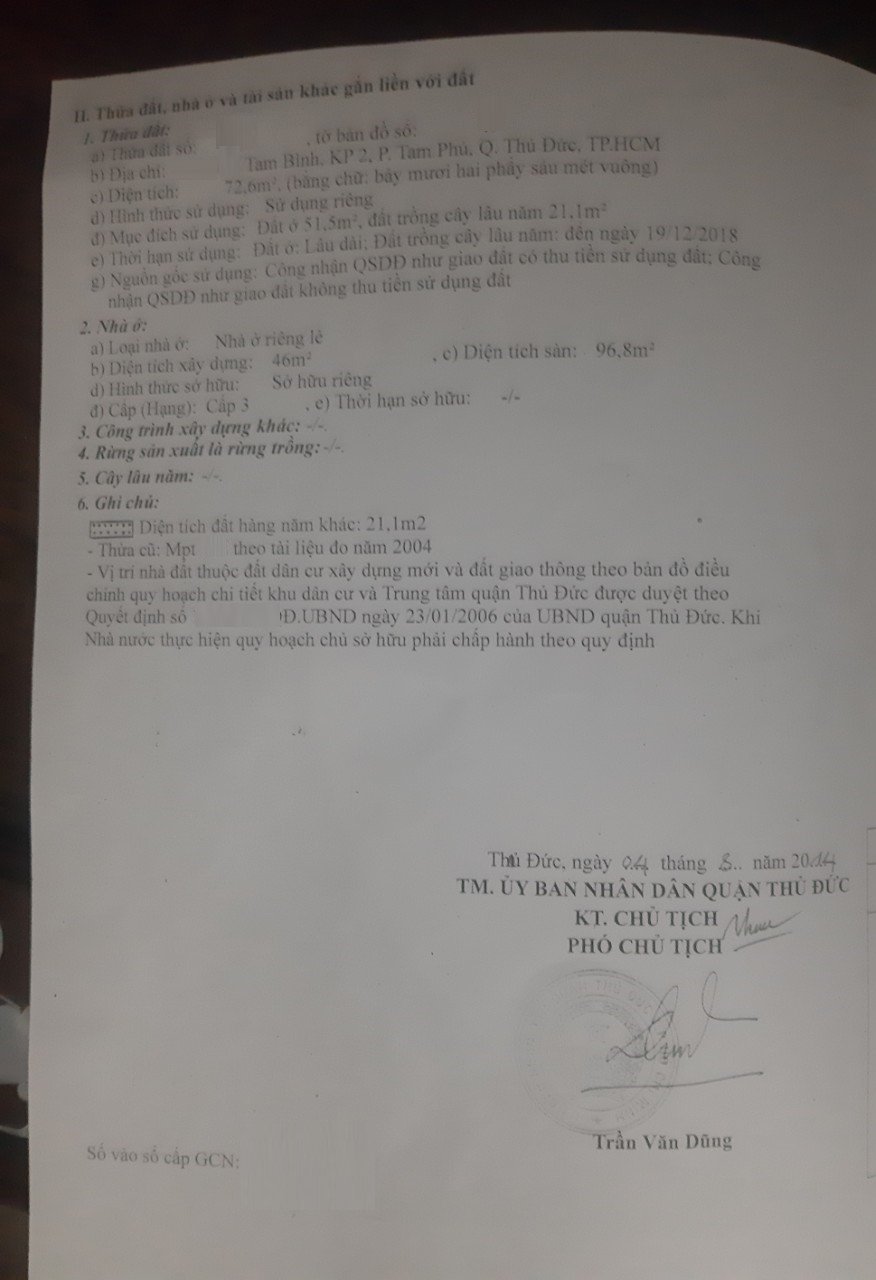 II. Thửa đất, nhà ở và tài sản khác gắn liền với đất
1. Thửa đất:
a) Thửa đất số: , tờ bản đồ số:
b) Địa chỉ: Tam Bình, KP 2, P. Tam Phú, Q. Thủ Đức, TP.HCM
c) Diện tích: 72,6m², (bằng chữ: bảy mươi hai phẩy sáu mét vuông)
d) Hình thức sử dụng: Sử dụng riêng
đ) Mục đích sử dụng: Đất ở 51,5m², đất trồng cây lâu năm 21,1m²
e) Thời hạn sử dụng: Đất ở: Lâu dài; Đất trồng cây lâu năm: đến ngày 19/12/2018
g) Nguồn gốc sử dụng: Công nhận QSDĐ như giao đất có thu tiền sử dụng đất; Công
nhận QSDĐ như giao đất không thu tiền sử dụng đất
2. Nhà ở:
a) Loại nhà ở: Nhà ở riêng lẻ
b) Diện tích xây dựng: 46m² , c) Diện tích sàn: 96,8m²
d) Hình thức sở hữu: Sở hữu riêng
đ) Cấp (Hạng): Cấp 3 , e) Thời hạn sở hữu: -/-
3. Công trình xây dựng khác: -/-.
4. Rừng sản xuất là rừng trồng: -/-.
5. Cây lâu năm: -/-.
6. Ghi chú:
Diện tích đất hàng năm khác: 21,1m2
- Thửa cũ: Mpt theo tài liệu đo năm 2004
- Vị trí nhà đất thuộc đất dân cư xây dựng mới và đất giao thông theo bản đồ điều
chỉnh quy hoạch chi tiết khu dân cư và Trung tâm quận Thủ Đức được duyệt theo
Quyết định số Đ.UBND ngày 23/01/2006 của UBND quận Thủ Đức. Khi
Nhà nước thực hiện quy hoạch chủ sở hữu phải chấp hành theo quy định
Thủ Đức, ngày 04 tháng 8.. năm 2014
TM. ỦY BAN NHÂN DÂN QUẬN THỦ ĐỨC
KT. CHỦ TỊCH
PHÓ CHỦ TỊCH
Trần Văn Dũng
Số vào sổ cấp GCN: